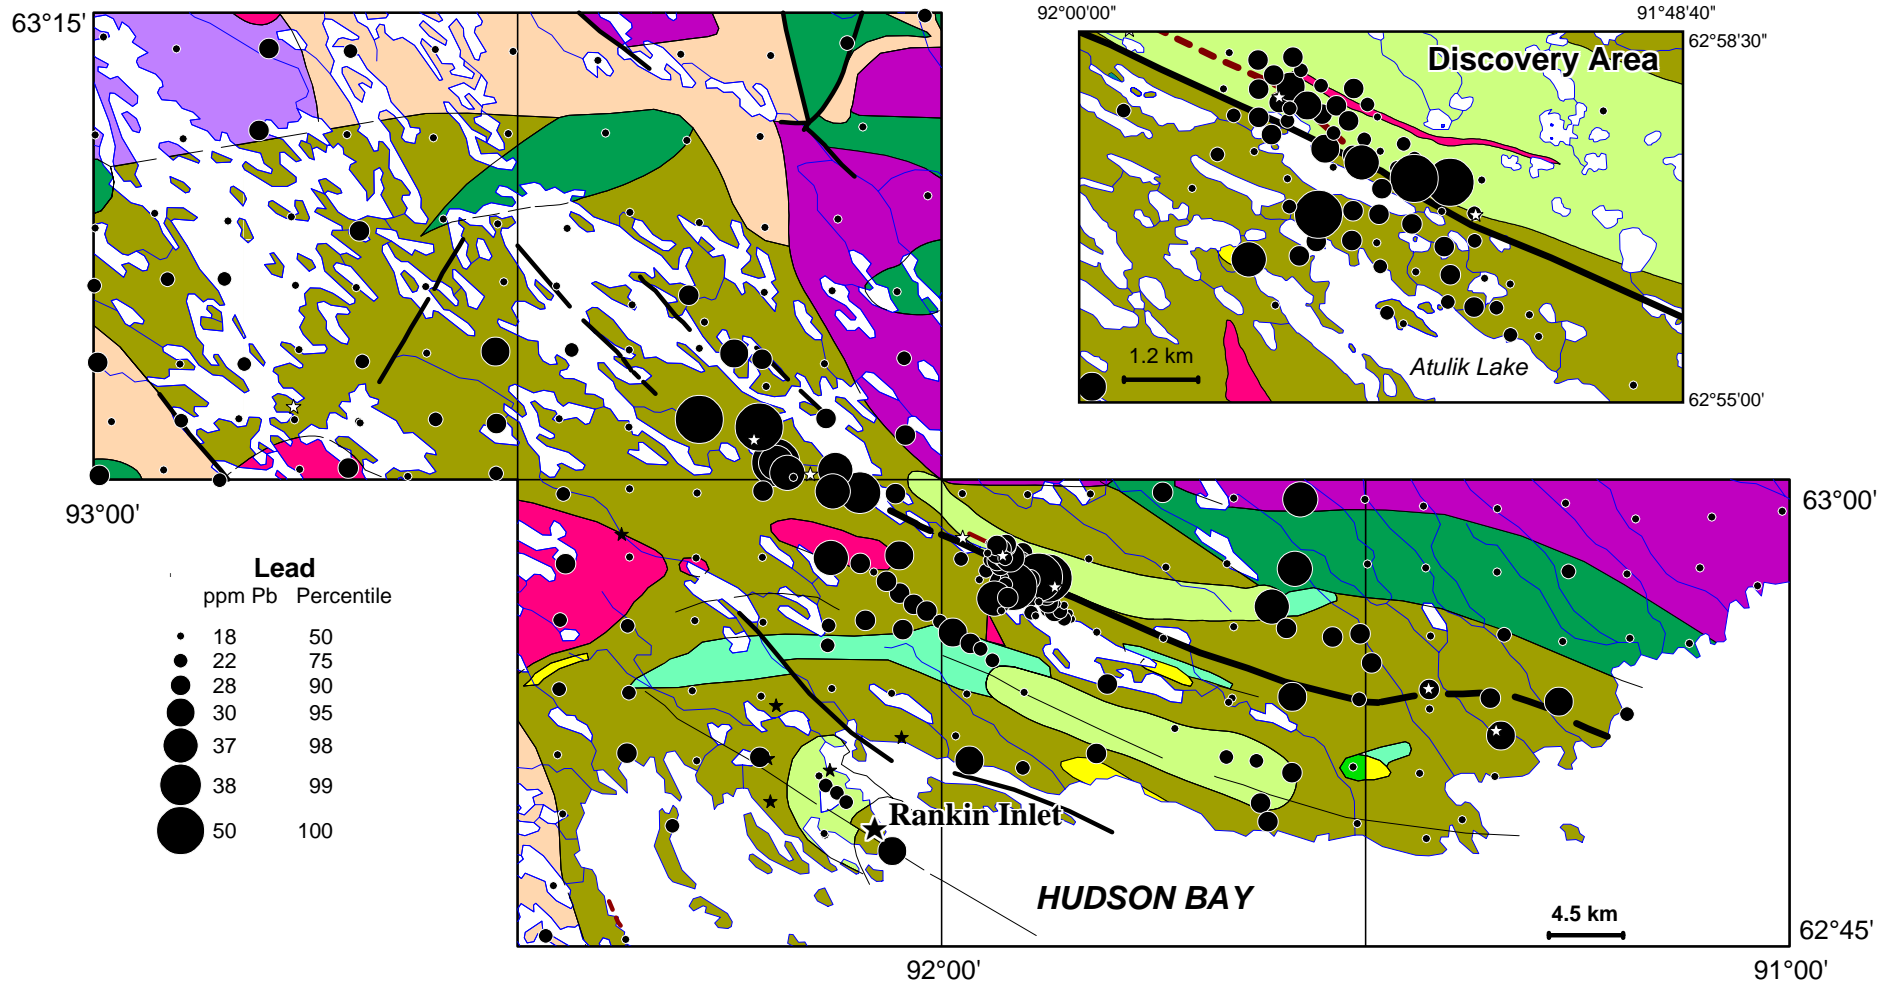 63°15'
92°00'00"
91°48'40"
62°58'30"
Discovery Area
1.2 km
Atulik Lake
62°55'00'
93°00'
63°00'
Lead
ppm Pb Percentile
18 50
22 75
28 90
30 95
37 98
38 99
50 100
Rankin Inlet
HUDSON BAY
4.5 km
62°45'
92°00'
91°00'